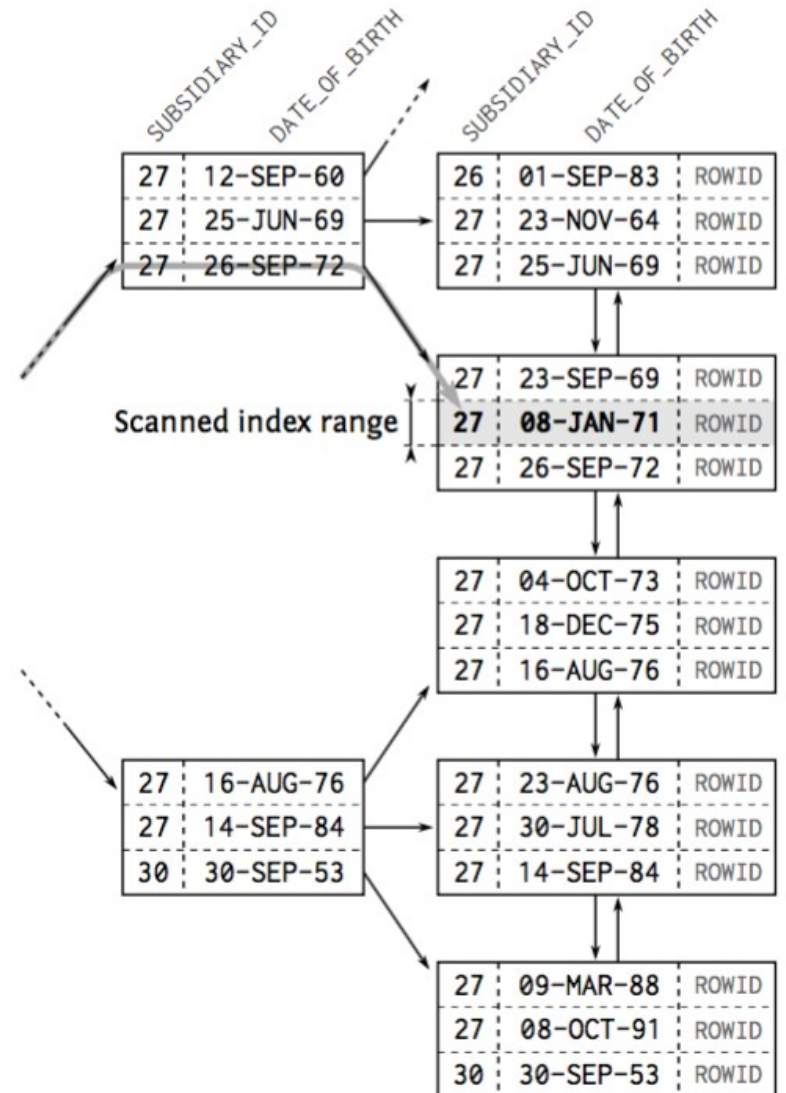 SUBSIDIARY_ID
DATE_OF_BIRTH
SUBSIDIARY_ID
DATE_OF_BIRTH
27 12-SEP-60
27 25-JUN-69
27 26-SEP-72
26 01-SEP-83 ROWID
27 23-NOV-64 ROWID
27 25-JUN-69 ROWID
Scanned index range
27 23-SEP-69 ROWID
27 08-JAN-71 ROWID
27 26-SEP-72 ROWID
27 04-OCT-73 ROWID
27 18-DEC-75 ROWID
27 16-AUG-76 ROWID
27 16-AUG-76
27 14-SEP-84
30 30-SEP-53
27 23-AUG-76 ROWID
27 30-JUL-78 ROWID
27 14-SEP-84 ROWID
27 09-MAR-88 ROWID
27 08-OCT-91 ROWID
30 30-SEP-53 ROWID